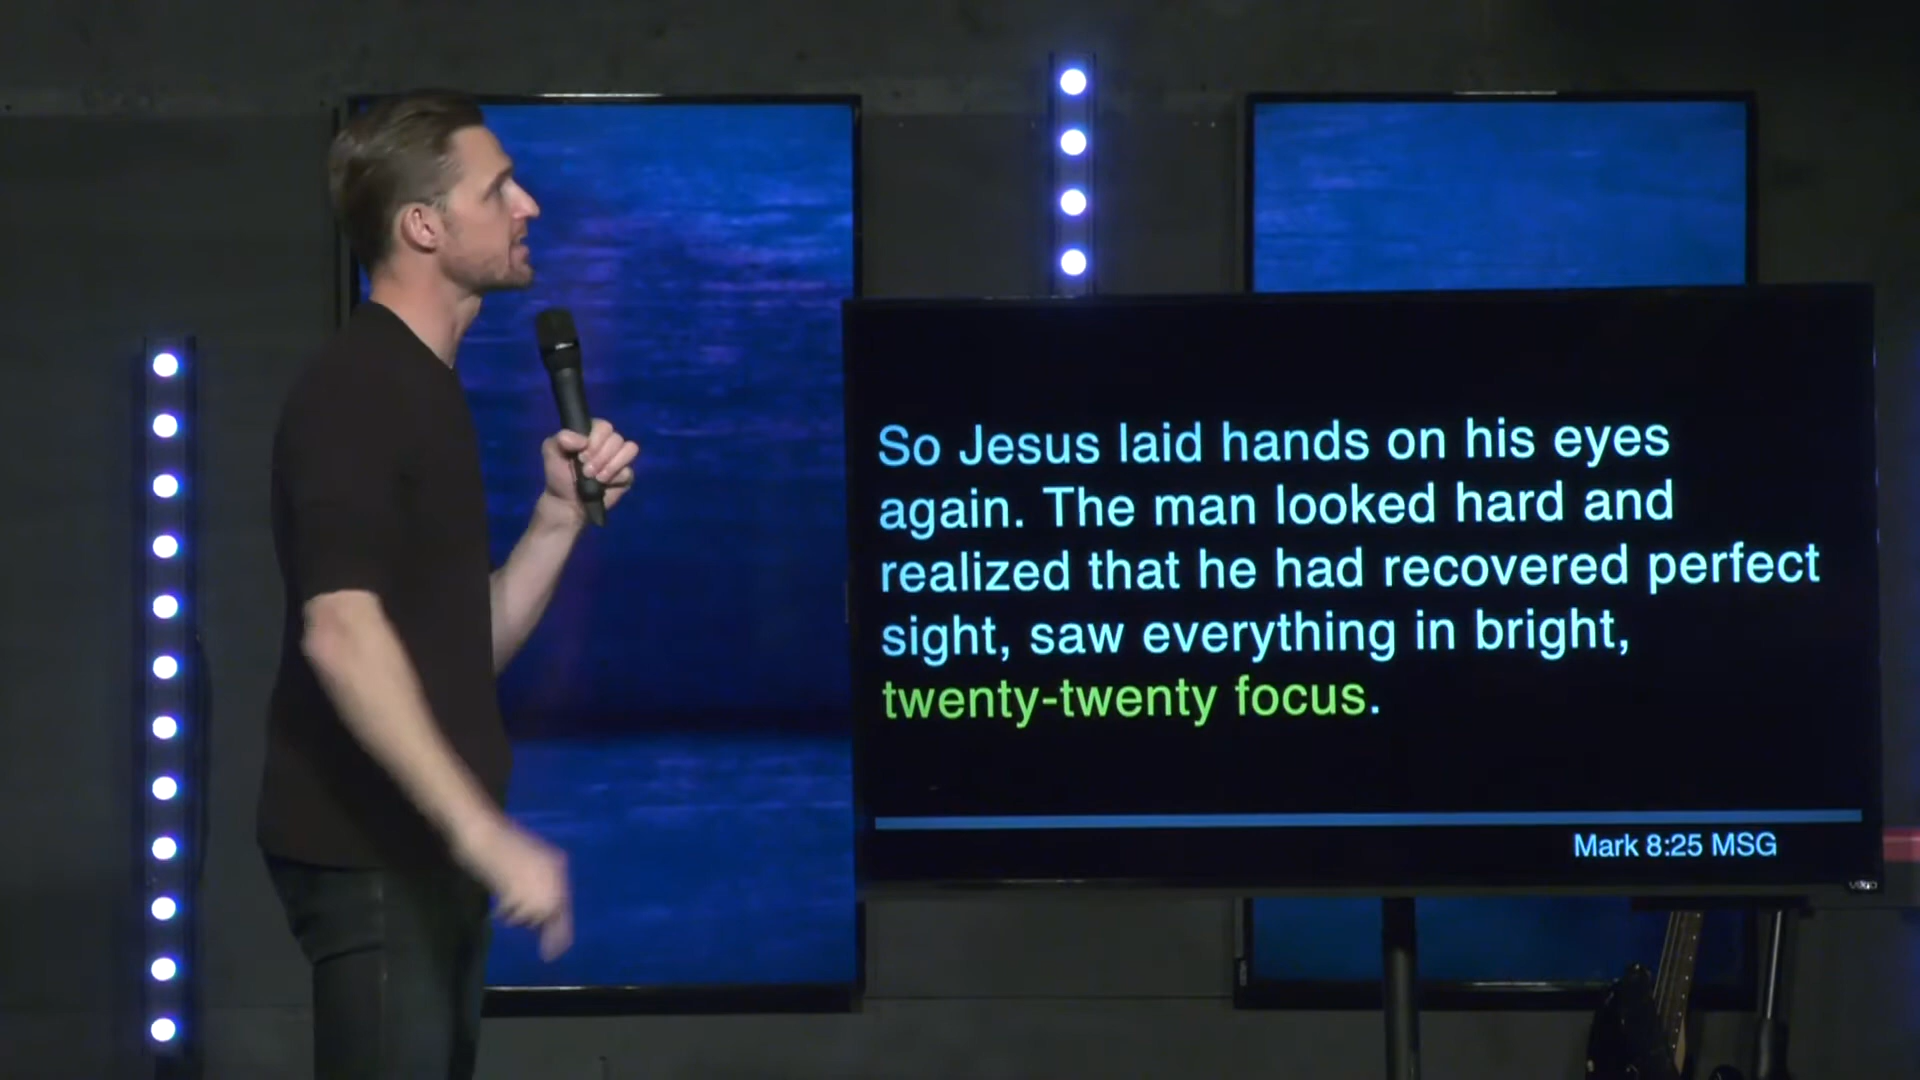 So Jesus laid hands on his eyes
again. The man looked hard and
realized that he had recovered perfect
sight, saw everything in bright,
twenty-twenty focus.
Mark 8:25 MSG
VIZIO